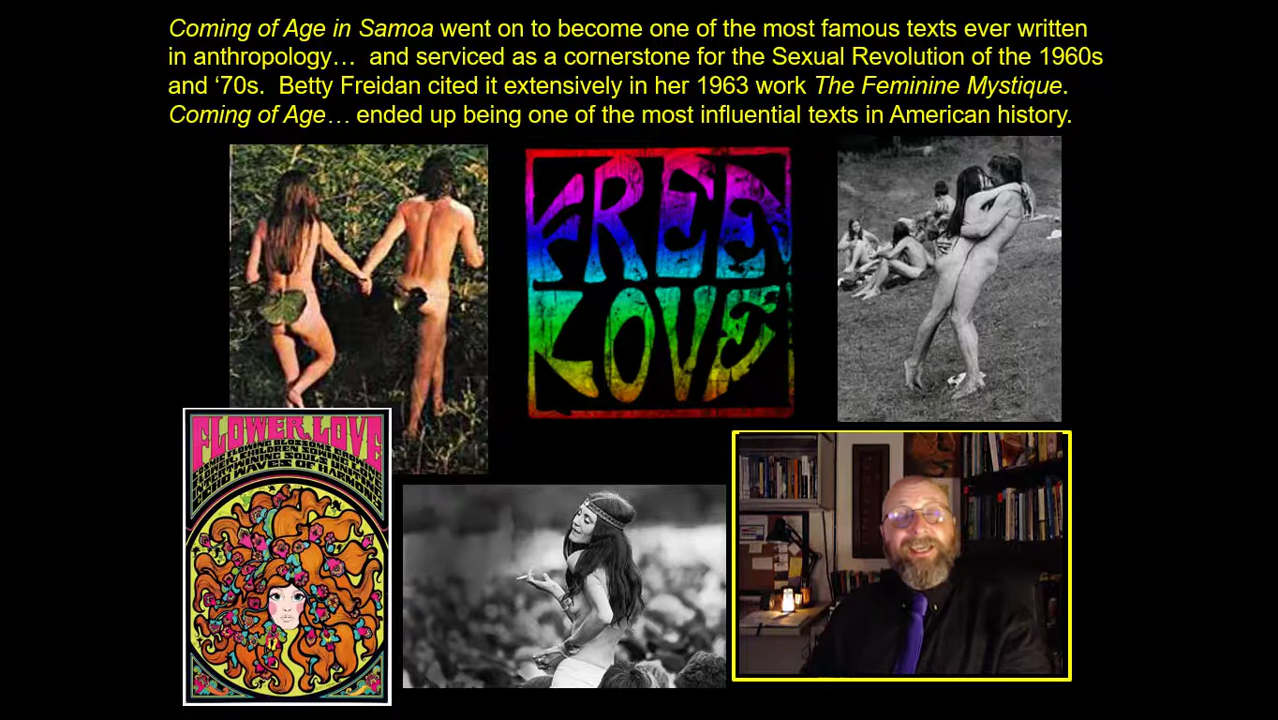 Coming of Age in Samoa went on to become one of the most famous texts ever written
in anthropology… and serviced as a cornerstone for the Sexual Revolution of the 1960s
and ‘70s. Betty Freidan cited it extensively in her 1963 work The Feminine Mystique.
Coming of Age… ended up being one of the most influential texts in American history.
FREE
LOVE
FLOWER LOVE
WAVES OF